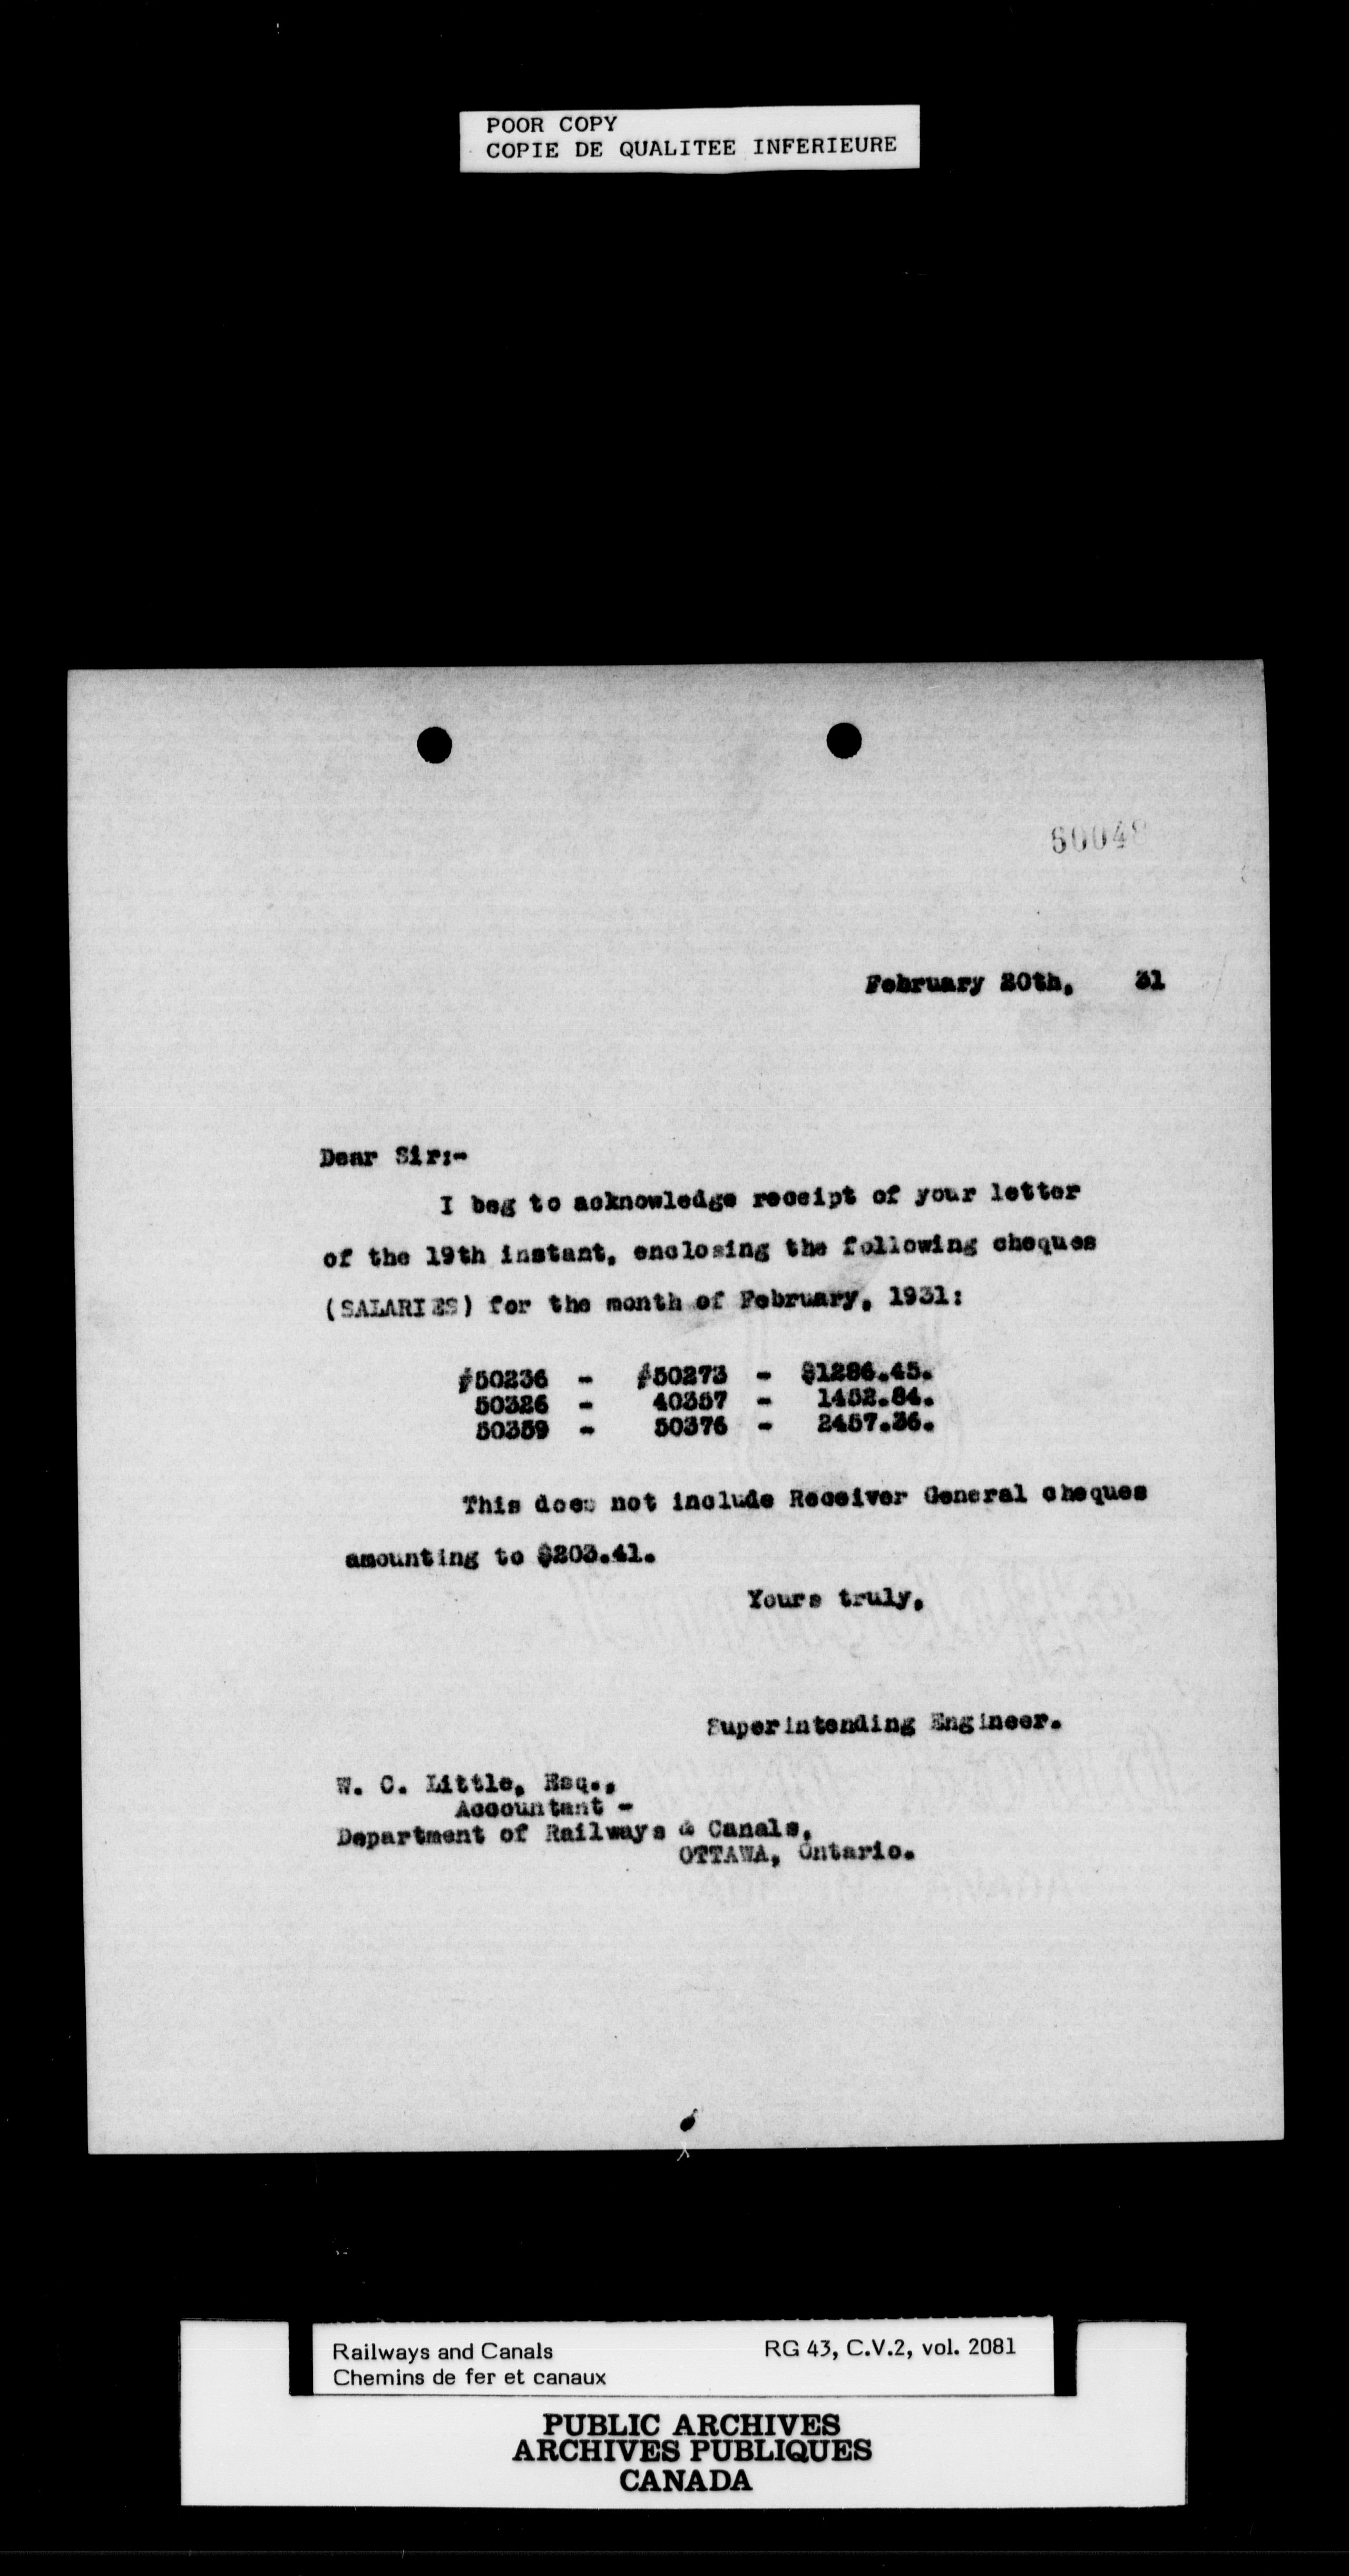 POOR COPY
COPIE DE QUALITEE INFERIEURE
February 20th, 31
Dear Sir:-
I beg to acknowledge receipt of your letter
of the 19th instant, enclosing the following cheques
(SALARIES) for the month of February, 1931:
#50236 - #50273 - $1286.45.
50326 - 40357 - 1452.84.
50359 - 50376 - 2457.36.
This does not include Receiver General cheques
amounting to $203.41.
Yours truly,
Superintending Engineer.
W. C. Little, Esq.,
Accountant -
Department of Railways & Canals,
OTTAWA, Ontario.
Railways and Canals RG 43, C.V.2, vol. 2081
Chemins de fer et canaux
PUBLIC ARCHIVES
ARCHIVES PUBLIQUES
CANADA